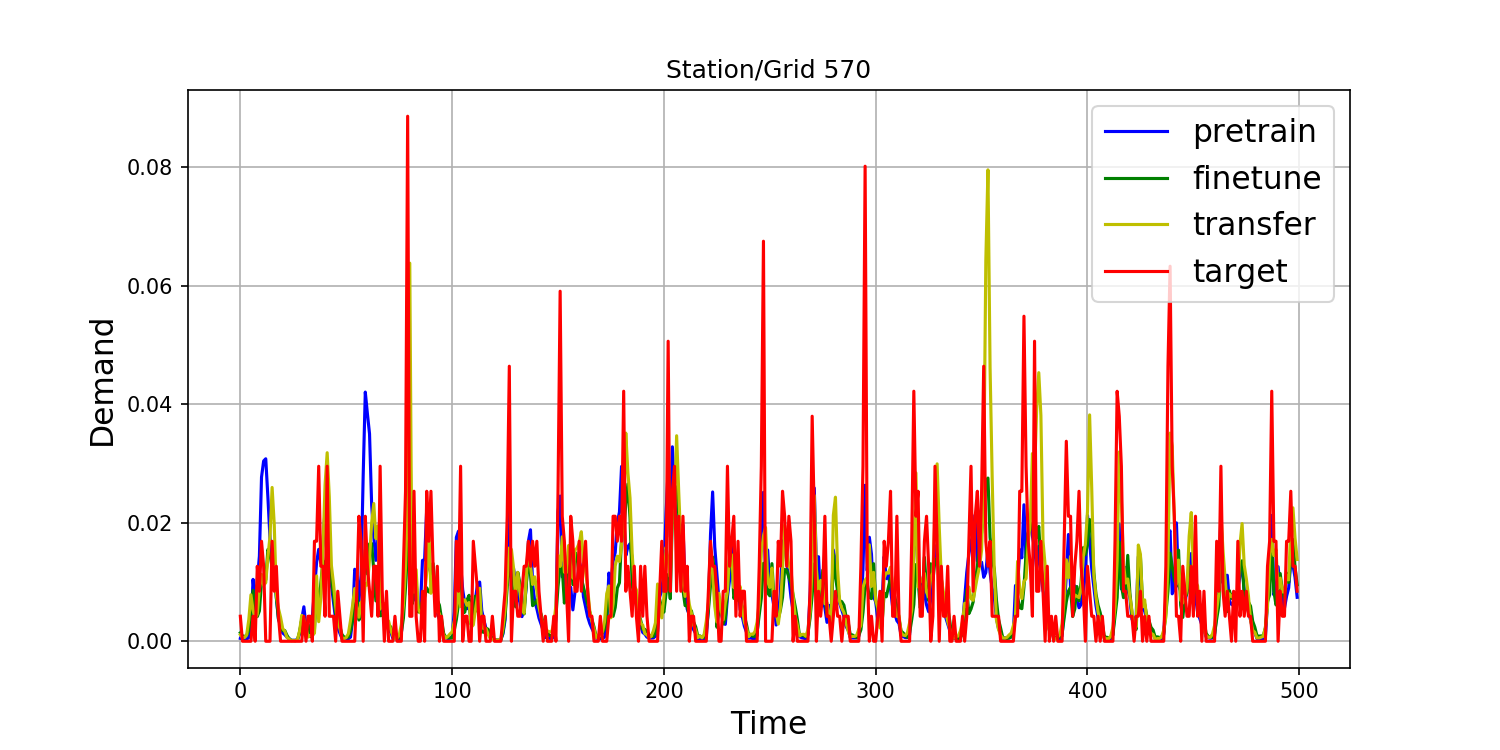 Station/Grid 570
pretrain
finetune
transfer
target
0.08
0.06
0.04
0.02
0.00
Demand
0 100 200 300 400 500
Time